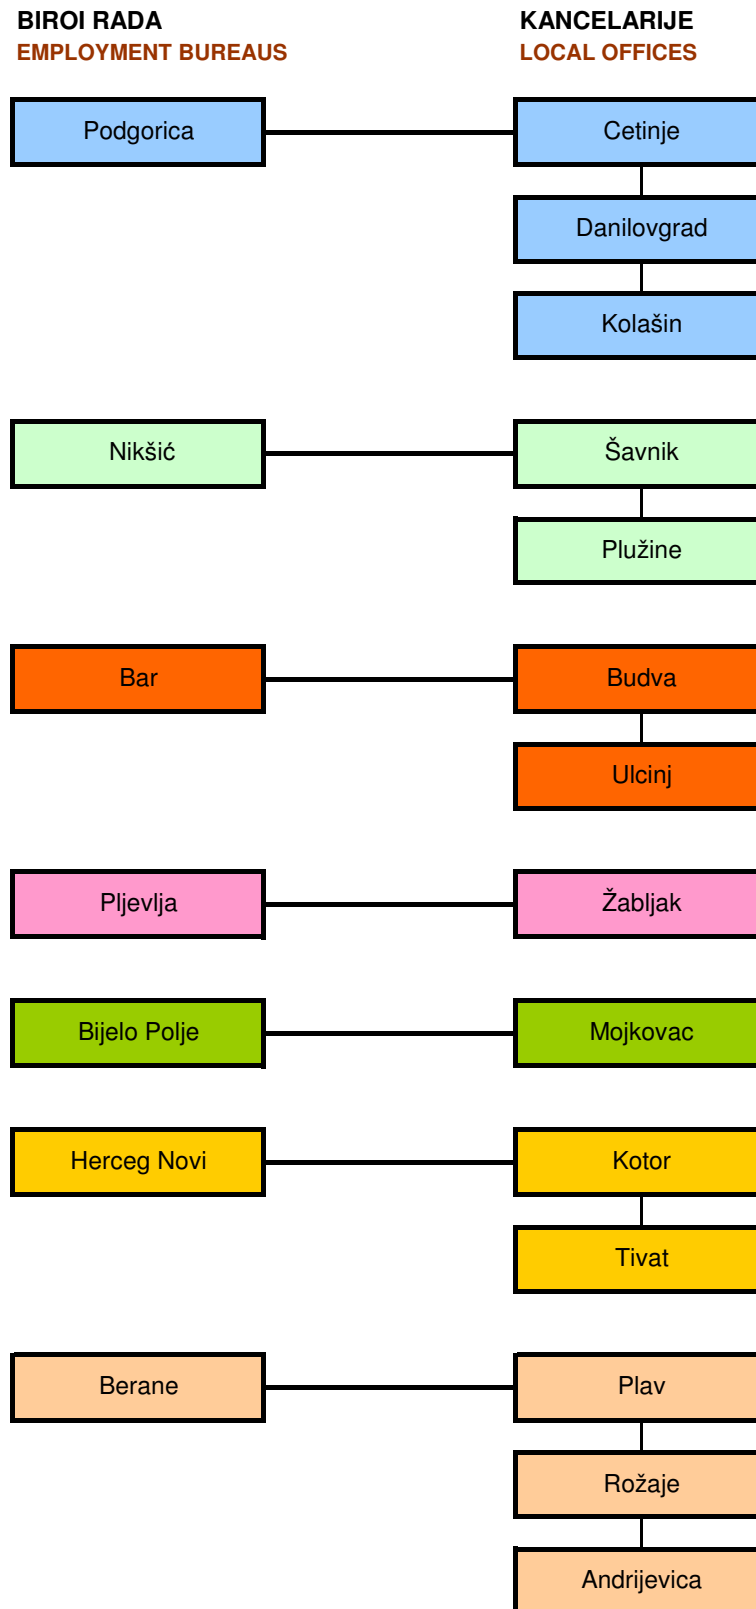 BIROI RADA
EMPLOYMENT BUREAUS
KANCELARIJE
LOCAL OFFICES
Podgorica
Cetinje
Danilovgrad
Kolašin
Nikšić
Šavnik
Plužine
Bar
Budva
Ulcinj
Pljevlja
Žabljak
Bijelo Polje
Mojkovac
Herceg Novi
Kotor
Tivat
Berane
Plav
Rožaje
Andrijevica